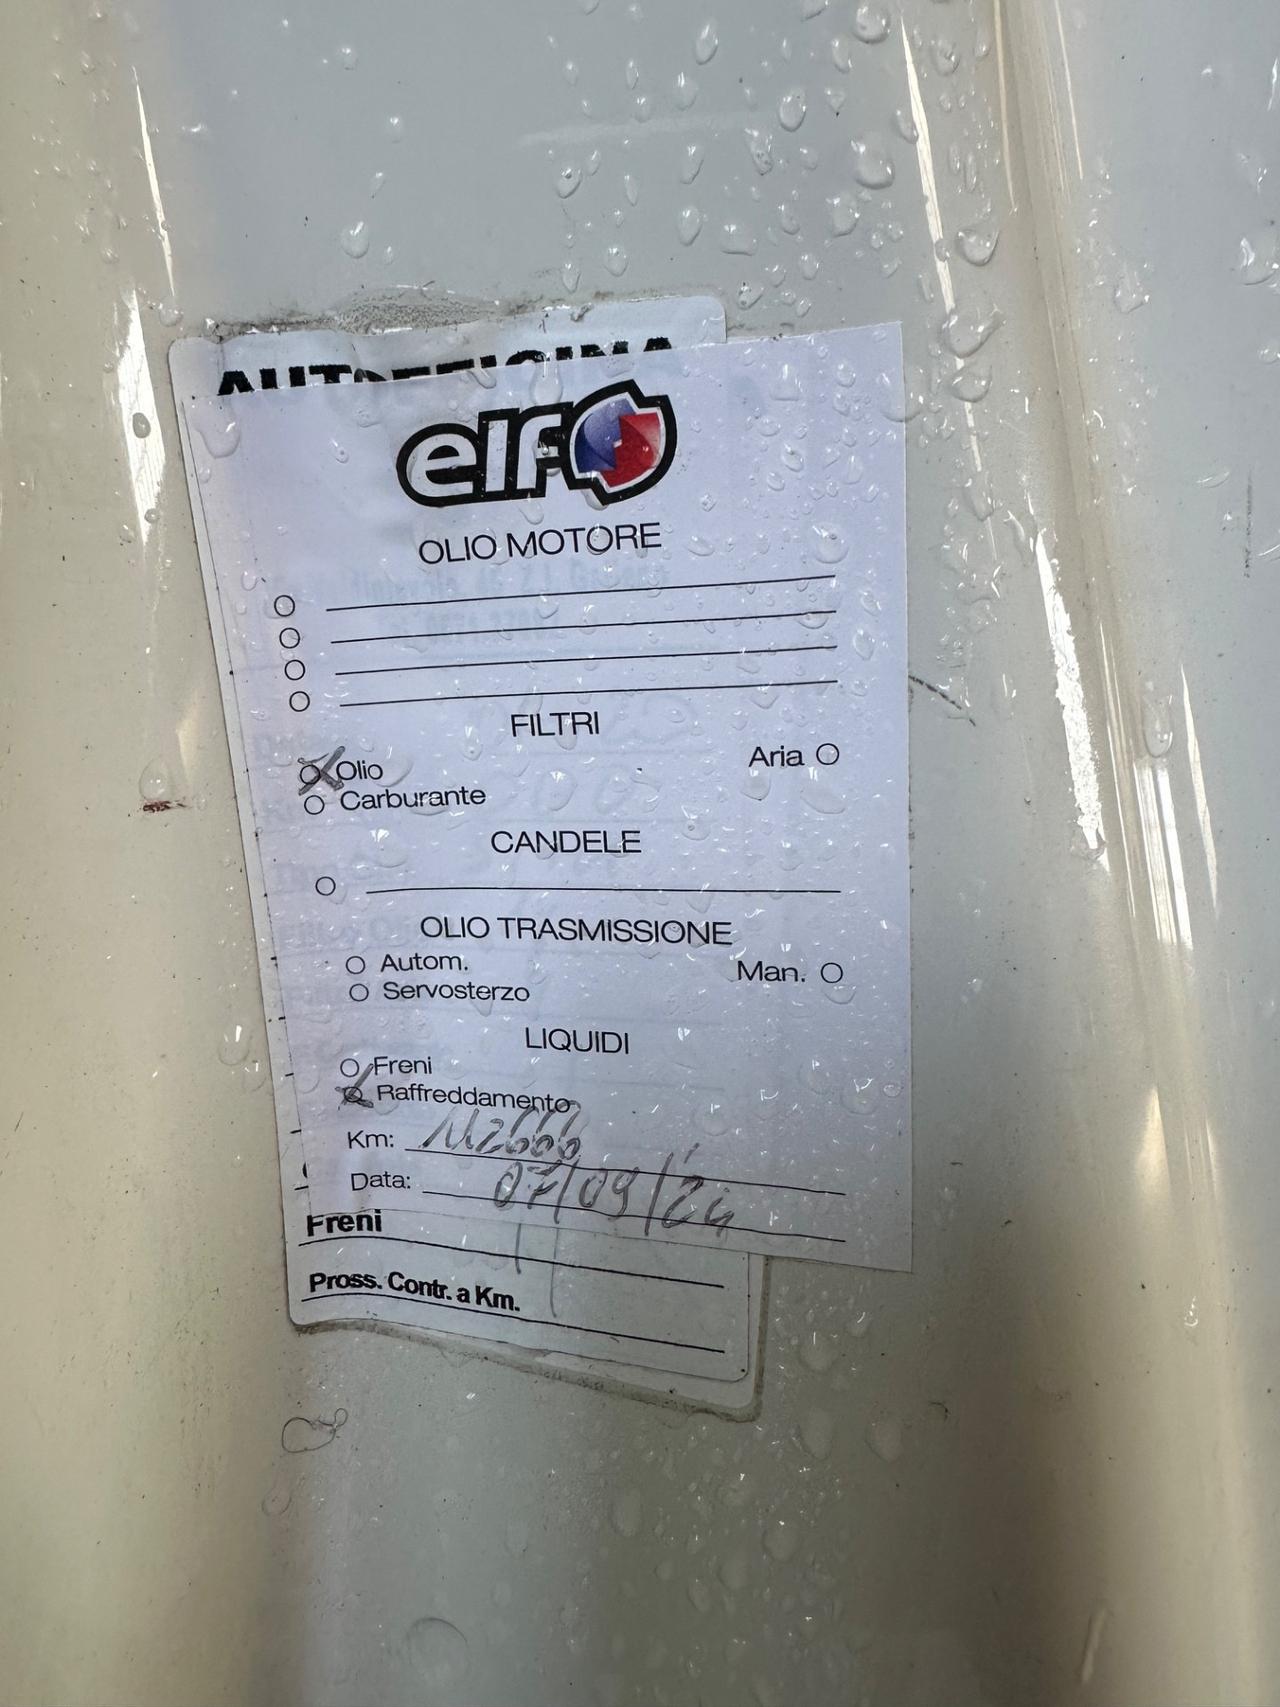 AUTOFFICINA
elf
OLIO MOTORE
FILTRI
Olio
Aria
Carburante
CANDELE
OLIO TRASMISSIONE
Autom.
Man.
Servosterzo
LIQUIDI
Freni
Raffreddamento
Km: 112666
Data: 07/09/24
Freni
Pross. Contr. a Km.